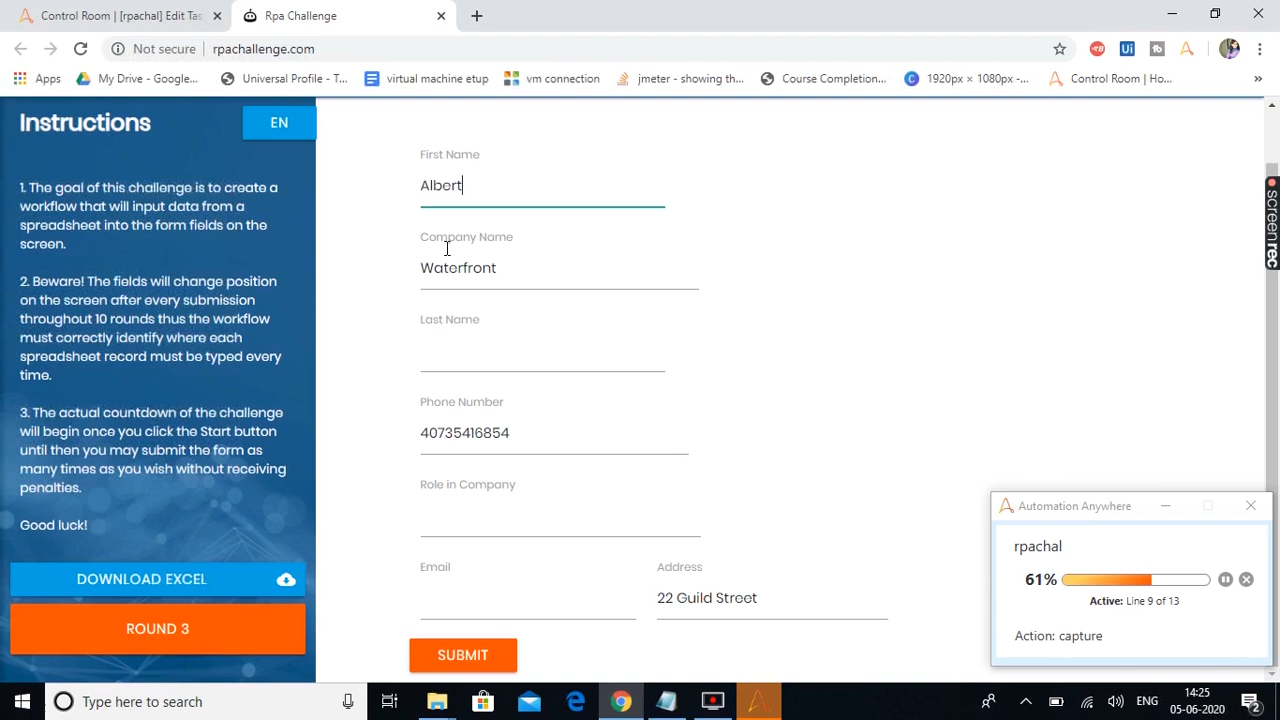 Control Room | [rpachal] Edit Tas
Rpa Challenge
Not secure
rpachallenge.com
Apps
My Drive - Google...
Universal Profile - T...
virtual machine etup
vm connection
jmeter - showing th...
Course Completion...
1920px × 1080px –...
Control Room | Ho...
»
Instructions
EN
1. The goal of this challenge is to create a
workflow that will input data from a
spreadsheet into the form fields on the
screen.
2. Beware! The fields will change position
on the screen after every submission
throughout 10 rounds thus the workflow
must correctly identify where each
spreadsheet record must be typed every
time.
3. The actual countdown of the challenge
will begin once you click the Start button
until then you may submit the form as
many times as you wish without receiving
penalties.
Good luck!
DOWNLOAD EXCEL
ROUND 3
First Name
Albert
Company Name
Waterfront
Last Name
Phone Number
40735416854
Role in Company
Email
Address
22 Guild Street
SUBMIT
Screenrec
Automation Anywhere
rpachal
61%
Active: Line 9 of 13
Action: capture
Type here to search
ENG
14:25
05-06-2020
2